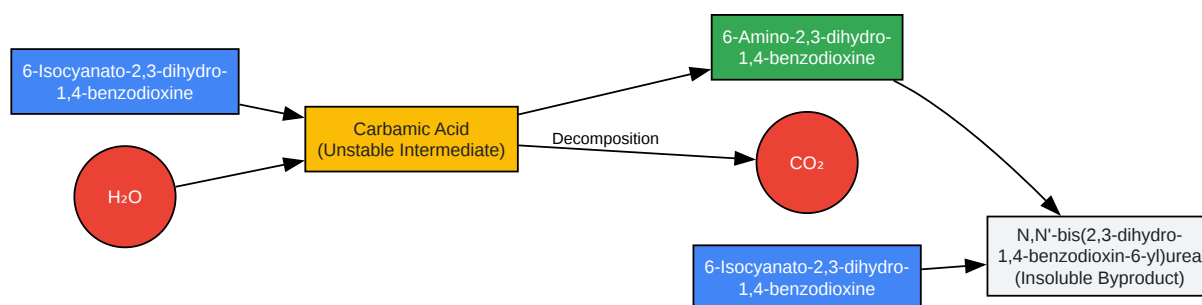 6-Isocyanato-2,3-dihydro-
1,4-benzodioxine
H₂O
Carbamic Acid
(Unstable Intermediate)
6-Amino-2,3-dihydro-
1,4-benzodioxine
Decomposition
CO₂
6-Isocyanato-2,3-dihydro-
1,4-benzodioxine
N,N'-bis(2,3-dihydro-
1,4-benzodioxin-6-yl)urea
(Insoluble Byproduct)